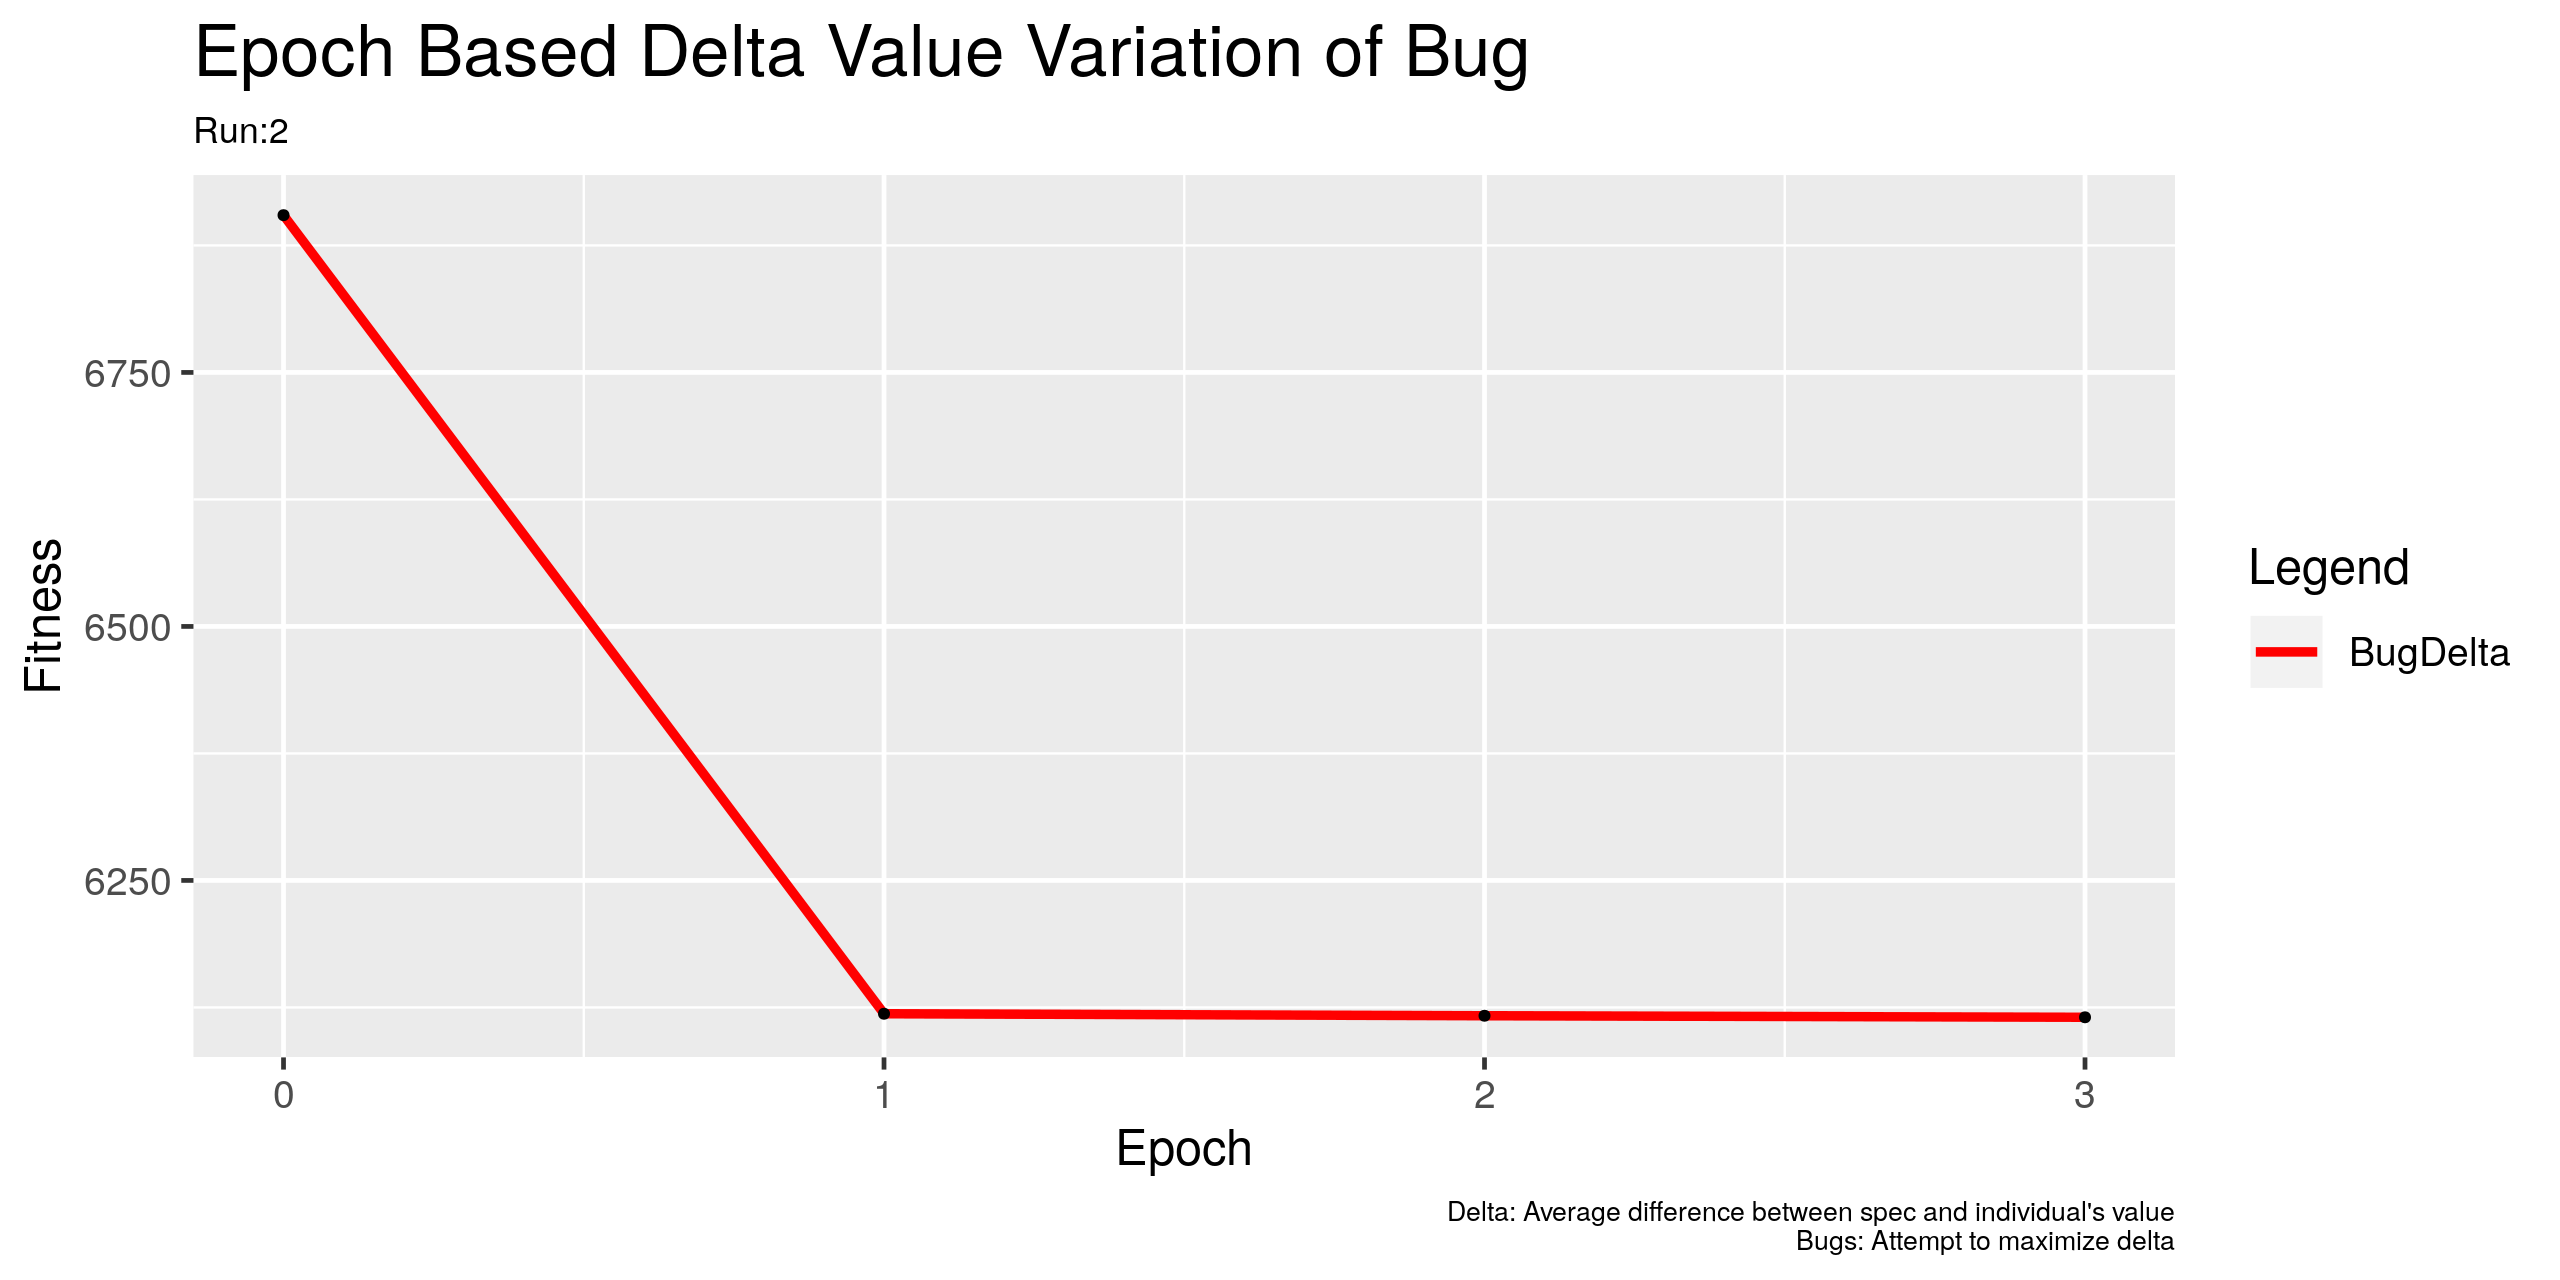 Epoch Based Delta Value Variation of Bug
Run:2
Fitness
6750
6500
6250
0 1 2 3
Epoch
Legend
BugDelta
Delta: Average difference between spec and individual's value
Bugs: Attempt to maximize delta